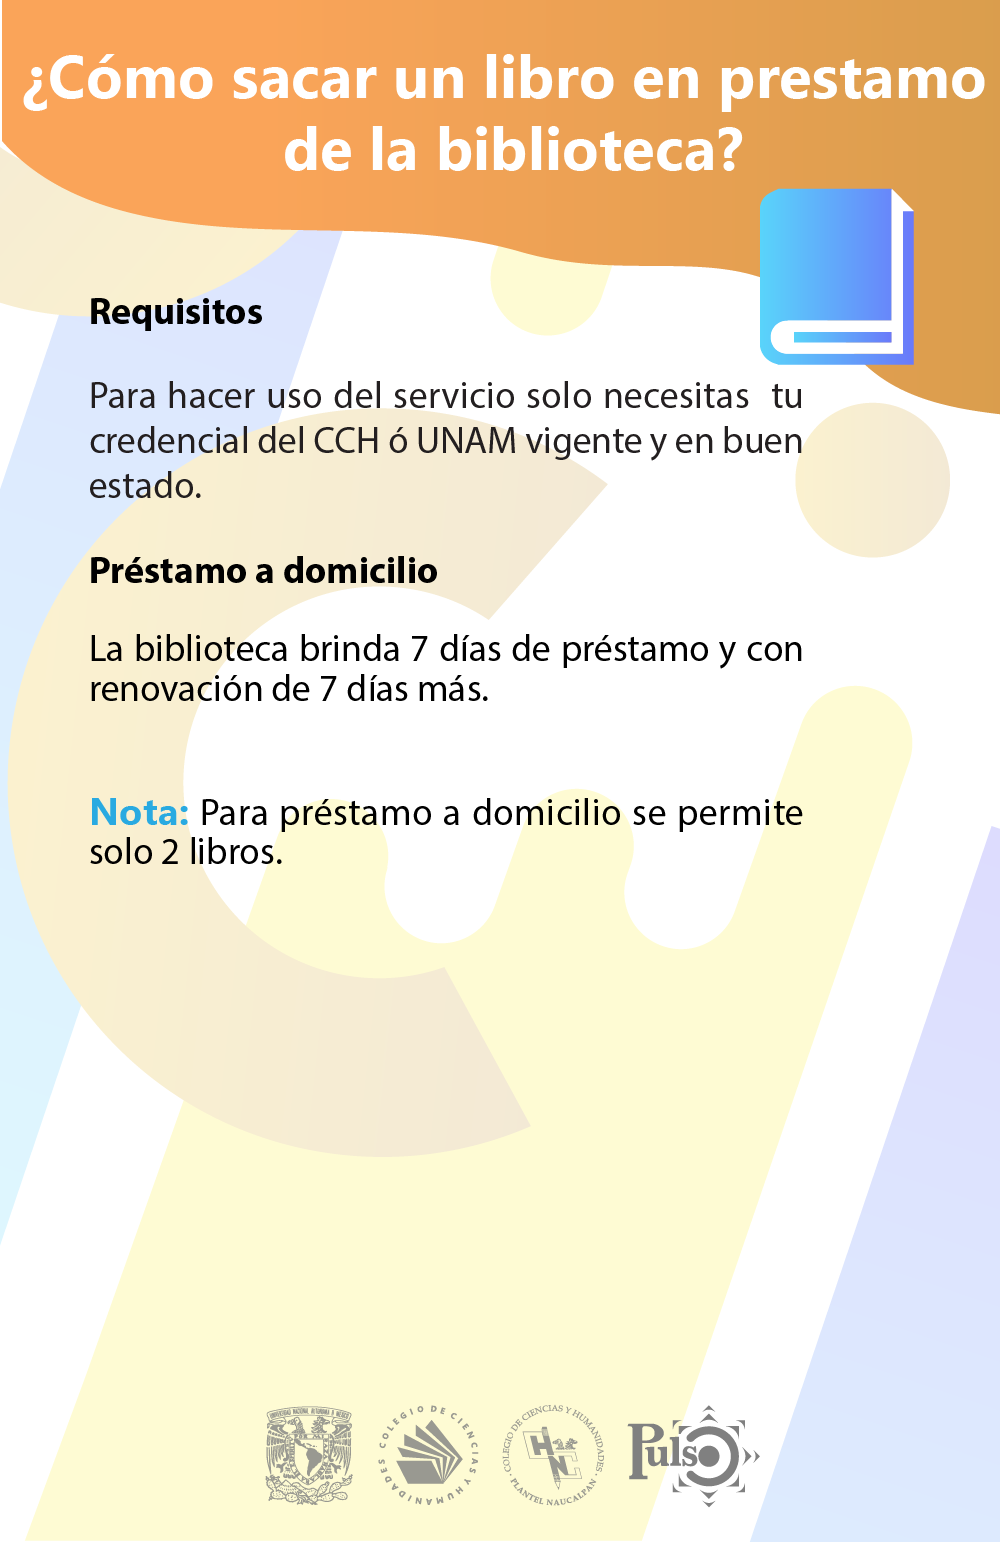 ¿Cómo sacar un libro en prestamo
de la biblioteca?
Requisitos
Para hacer uso del servicio solo necesitas tu
credencial del CCH ó UNAM vigente y en buen
estado.
Préstamo a domicilio
La biblioteca brinda 7 días de préstamo y con
renovación de 7 días más.
Nota: Para préstamo a domicilio se permite
solo 2 libros.
UNIVERSIDAD NACIONAL AUTONOMA D MEXICO
COLEGIO DE CIENCIAS Y HUMANIDADES
COLEGIO DE CIENCIAS Y HUMANIDADES
HNC
PLANTEL NAUCALPAN
Pulso